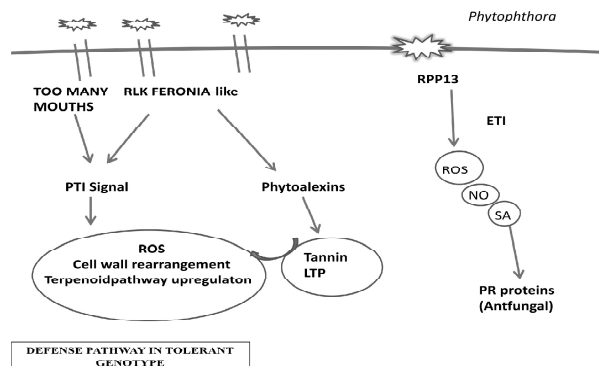 Phytophthora
TOO MANY
MOUTHS
RLK FERONIA like
RPP13
ETI
PTI Signal
Phytoalexins
ROS
NO
SA
ROS
Cell wall rearrangement
Terpenoidpathway upregulaton
Tannin
LTP
PR proteins
(Antfungal)
DEFENSE PATHWAY IN TOLERANT
GENOTYPE